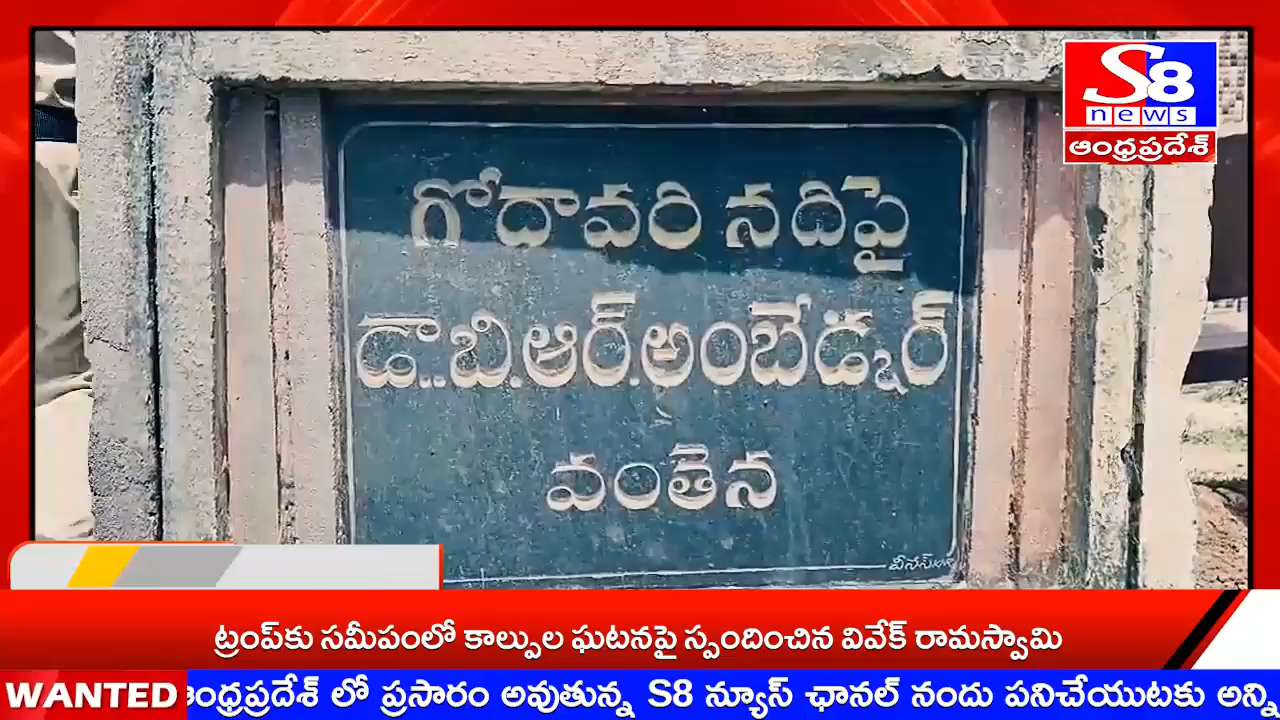 S8
news
ఆంధ్రప్రదేశ్
గోదావరి నదిపై
డా..బి.ఆర్.అంబేడ్కర్
వంతెన
ట్రంప్‌కు సమీపంలో కాల్పుల ఘటనపై స్పందించిన వివేక్ రామస్వామి
WANTED ఆంధ్రప్రదేశ్ లో ప్రసారం అవుతున్న S8 న్యూస్ ఛానల్ నందు పనిచేయుటకు అన్ని